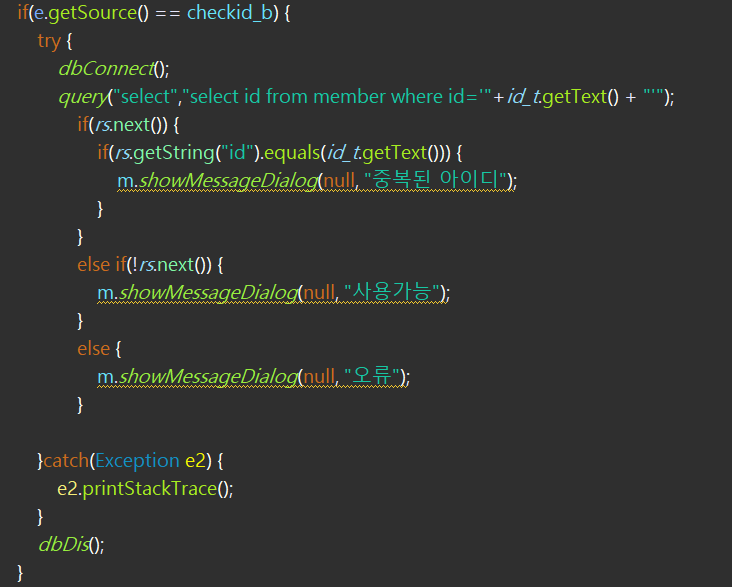 if(e.getSource() == checkid_b) {
try {
dbConnect();
query("select","select id from member where id='"+id_t.getText() + "'");
if(rs.next()) {
if(rs.getString("id").equals(id_t.getText())) {
m.showMessageDialog(null, "중복된 아이디");
}
}
else if(!rs.next()) {
m.showMessageDialog(null, "사용가능");
}
else {
m.showMessageDialog(null, "오류");
}
}catch(Exception e2) {
e2.printStackTrace();
}
dbDis();
}